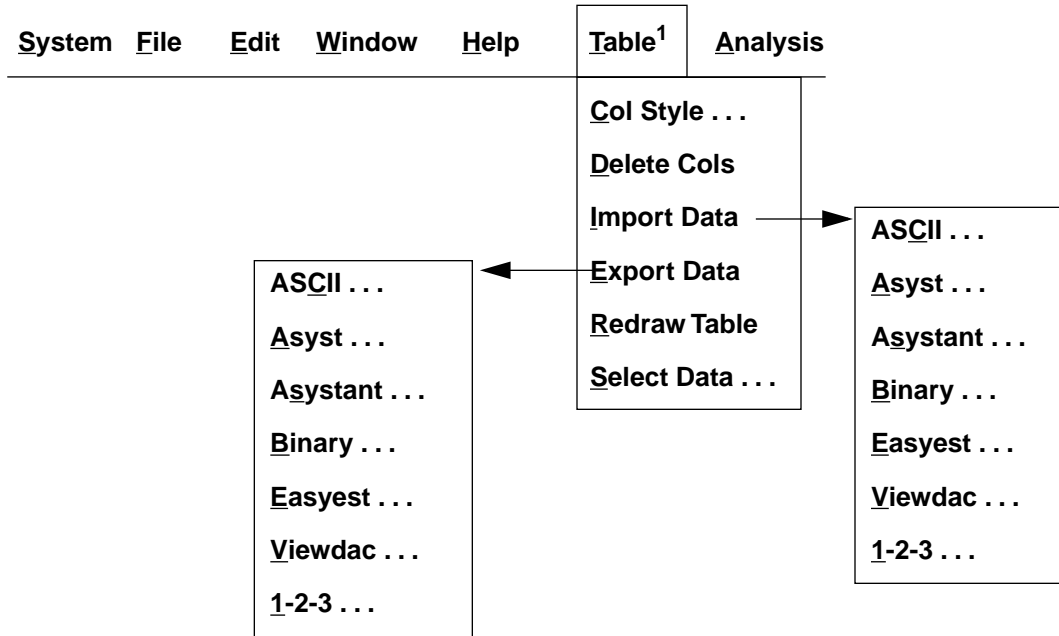 System File Edit Window Help Table1 Analysis
Col Style . . .
Delete Cols
Import Data
Export Data
Redraw Table
Select Data . . .
ASCII . . .
Asyst . . .
Asystant . . .
Binary . . .
Easyest . . .
Viewdac . . .
1-2-3 . . .
ASCII . . .
Asyst . . .
Asystant . . .
Binary . . .
Easyest . . .
Viewdac . . .
1-2-3 . . .